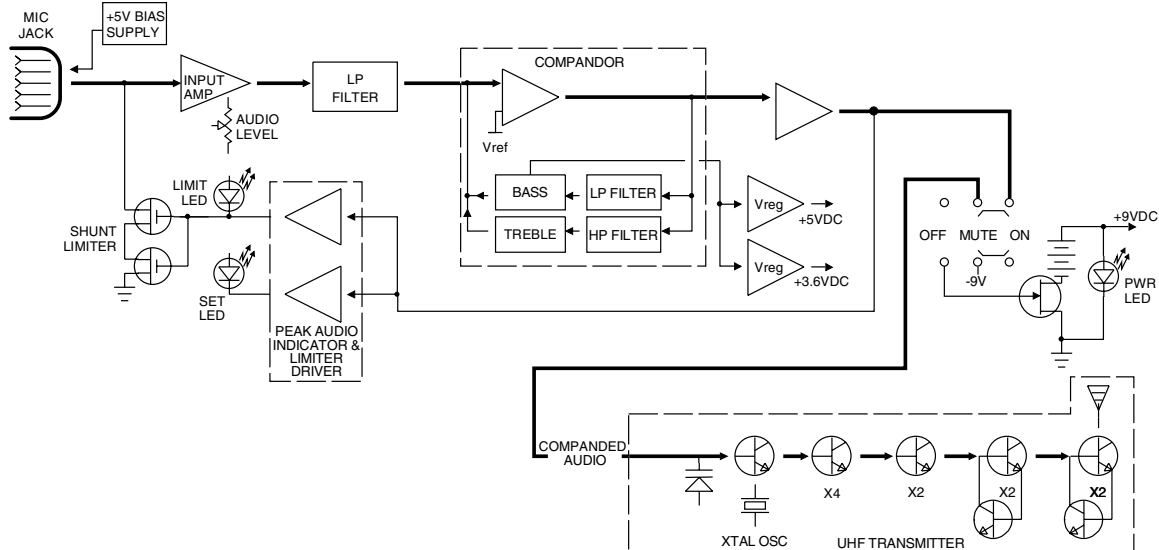 MIC
JACK
+5V BIAS
SUPPLY
INPUT
AMP
AUDIO
LEVEL
LP
FILTER
COMPANDOR
Vref
BASS
LP FILTER
TREBLE
HP FILTER
Vreg
+5VDC
Vreg
+3.6VDC
LIMIT
LED
SHUNT
LIMITER
SET
LED
PEAK AUDIO
INDICATOR &
LIMITER
DRIVER
OFF MUTE ON
-9V
+9VDC
PWR
LED
COMPANDED
AUDIO
XTAL OSC
X4
X2
X2
X2
UHF TRANSMITTER